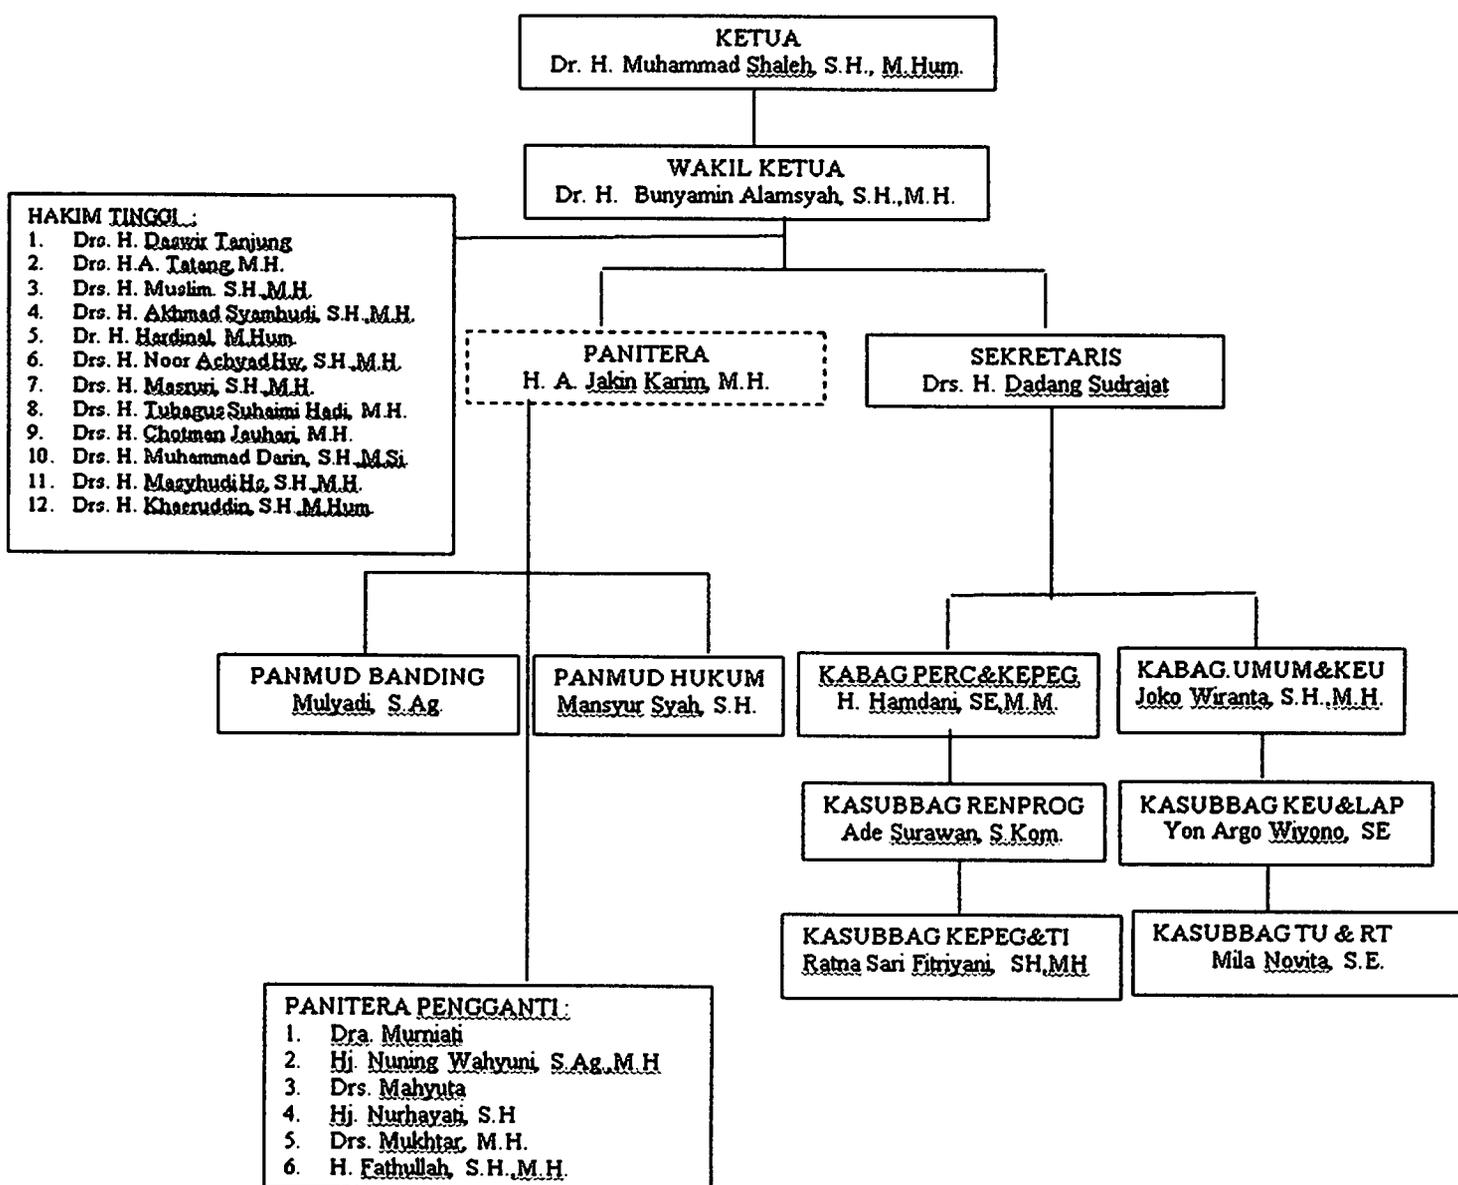 KETUA
Dr. H. Muhammad Shaleh, S.H., M.Hum.
WAKIL KETUA
Dr. H. Bunyamin Alamsyah, S.H.,M.H.
HAKIM TINGGI :
1. Drs. H. Daswir Tanjung
2. Drs. H.A. Tatang, M.H.
3. Drs. H. Muslim. S.H.,M.H.
4. Drs. H. Akhmad Syamhudi, S.H.,M.H.
5. Dr. H. Hardinal, M.Hum
6. Drs. H. Noor AchyadHw, S.H.,M.H.
7. Drs. H. Masruri, S.H.,M.H.
8. Drs. H. Tubagus Suhaimi Hadi, M.H.
9. Drs. H. Chotman Jauhari, M.H.
10. Drs. H. Muhammad Darin, S.H.,M.Si.
11. Drs. H. MasyhudiHs, S.H.,M.H.
12. Drs. H. Khaeruddin, S.H.,M.Hum.
PANITERA
H. A. Jakin Karim, M.H.
SEKRETARIS
Drs. H. Dadang Sudrajat
PANMUD BANDING
Mulyadi, S.Ag.
PANMUD HUKUM
Mansyur Syah, S.H.
KABAG PERC&KEPEG
H. Hamdani, SE,M.M.
KABAG.UMUM&KEU
Joko Wiranta, S.H.,M.H.
KASUBBAG RENPROG
Ade Surawan, S.Kom.
KASUBBAG KEU&LAP
Yon Argo Wiyono, SE
KASUBBAG KEPEG&TI
Ratna Sari Fitriyani, SH,MH
KASUBBAG TU & RT
Mila Novita, S.E.
PANITERA PENGGANTI :
1. Dra. Murniati
2. Hj. Nuning Wahyuni, S.Ag.,M.H
3. Drs. Mahyuta
4. Hj. Nurhayati, S.H
5. Drs. Mukhtar, M.H.
6. H. Fathullah, S.H.,M.H.